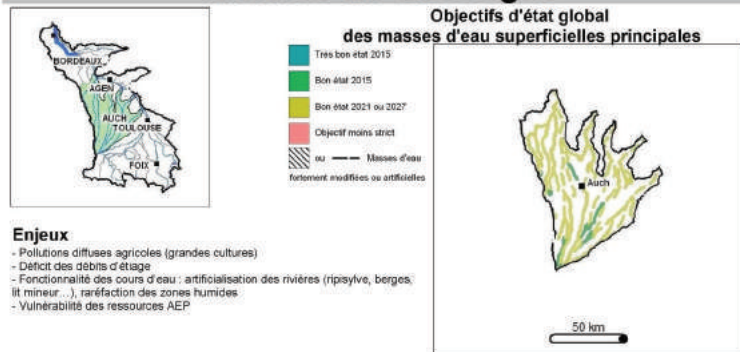 Objectifs d'état global
des masses d'eau superficielles principales
BORDEAUX
AGEN
AUCH
TOULOUSE
FOIX
Très bon état 2015
Bon état 2015
Bon état 2021 ou 2027
Objectif moins strict
ou Masses d'eau
fortement modifiées ou artificielles
Auch
50 km
Enjeux
- Pollutions diffuses agricoles (grandes cultures)
- Déficit des débits d'étiage
- Fonctionnalité des cours d'eau : artificialisation des rivières (ripisylve, berges,
lit mineur...), raréfaction des zones humides
- Vulnérabilité des ressources AEP